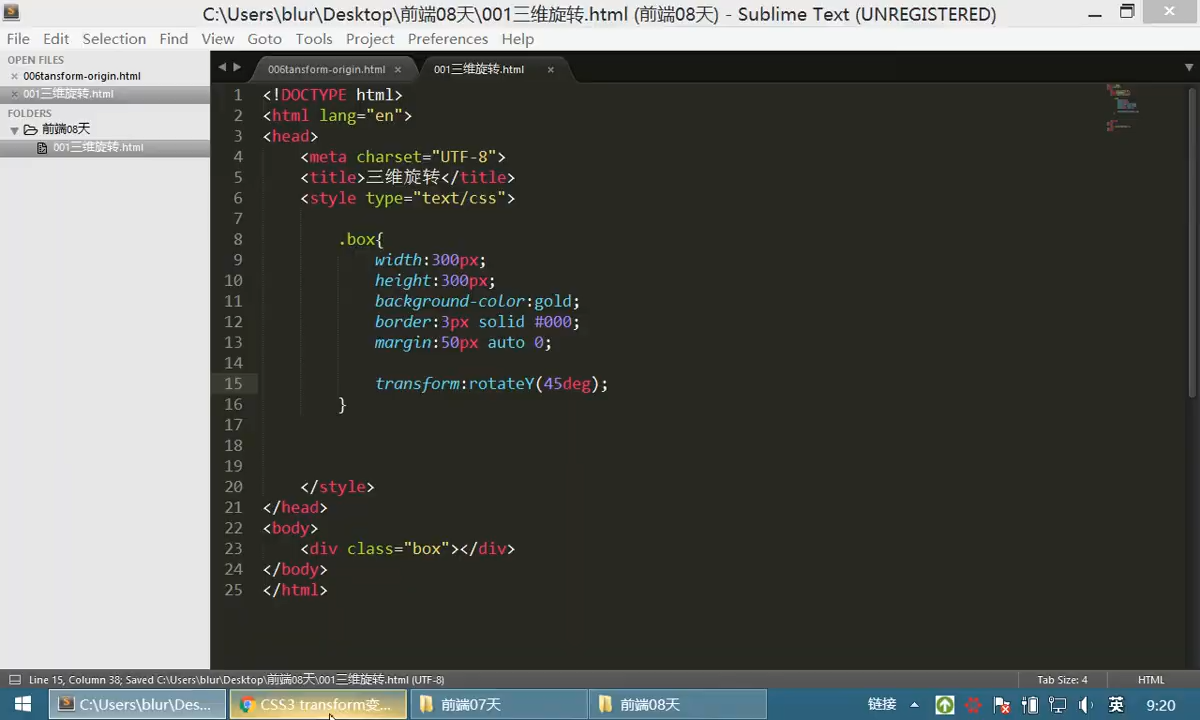 C:\Users\blur\Desktop\前端08天\001三维旋转.html (前端08天) - Sublime Text (UNREGISTERED)
File Edit Selection Find View Goto Tools Project Preferences Help
OPEN FILES
006tansform-origin.html
001三维旋转.html
FOLDERS
前端08天
001三维旋转.html
006tansform-origin.html
001三维旋转.html
1 <!DOCTYPE html>
2 <html lang="en">
3 <head>
4 <meta charset="UTF-8">
5 <title>三维旋转</title>
6 <style type="text/css">
7
8 .box{
9 width:300px;
10 height:300px;
11 background-color:gold;
12 border:3px solid #000;
13 margin:50px auto 0;
14
15 transform:rotateY(45deg);
16 }
17
18
19
20 </style>
21 </head>
22 <body>
23 <div class="box"></div>
24 </body>
25 </html>
Line 15, Column 38; Saved C:\Users\blur\Desktop\前端08天\001三维旋转.html (UTF-8)
Tab Size: 4
HTML
C:\Users\blur\Des...
CSS3 transform变...
前端07天
前端08天
链接
英
9:20